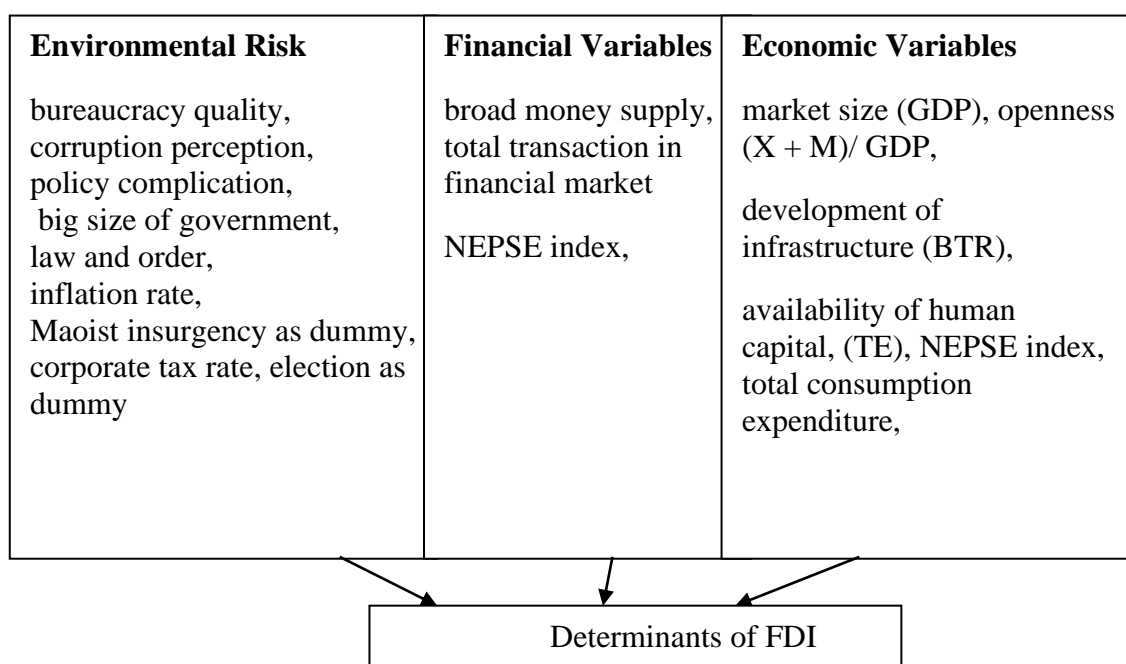 Environmental Risk
bureaucracy quality,
corruption perception,
policy complication,
big size of government,
law and order,
inflation rate,
Maoist insurgency as dummy,
corporate tax rate, election as
dummy
Financial Variables
broad money supply,
total transaction in
financial market
NEPSE index,
Economic Variables
market size (GDP), openness
(X + M)/ GDP,
development of
infrastructure (BTR),
availability of human
capital, (TE), NEPSE index,
total consumption
expenditure,
Determinants of FDI